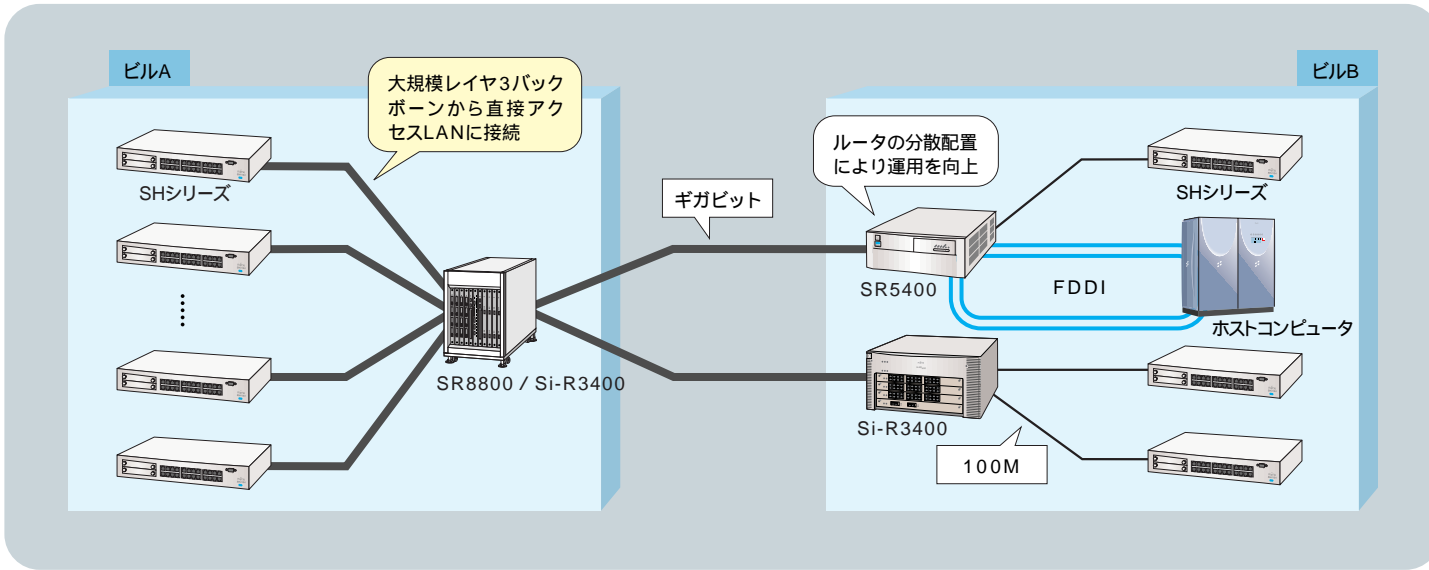 ビルA
ビルB
大規模レイヤ3バック
ボーンから直接アク
セスLANに接続
ルータの分散配置
により運用を向上
SHシリーズ
ギガビット
SHシリーズ
SR5400
FDDI
ホストコンピュータ
SR8800 / Si-R3400
Si-R3400
100M